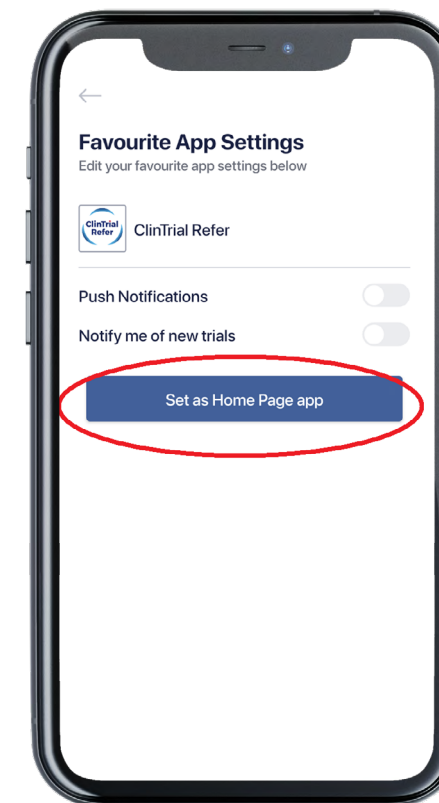 Favourite App Settings
Edit your favourite app settings below
ClinTrial
Refer
ClinTrial Refer
Push Notifications
Notify me of new trials
Set as Home Page app